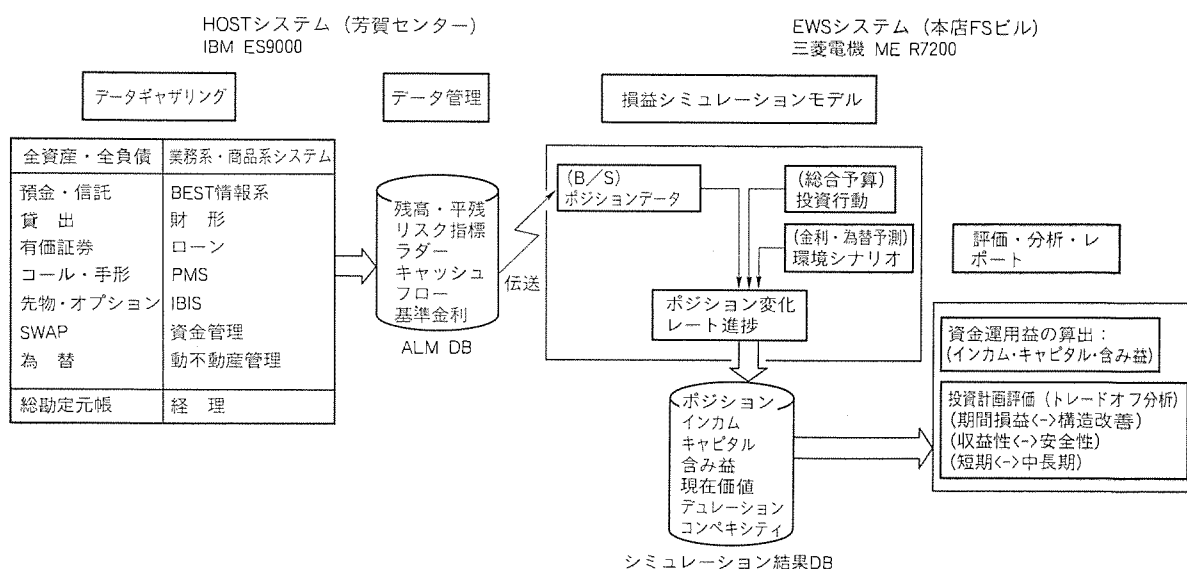 HOSTシステム（芳賀センター）
IBM ES9000
EWSシステム（本店FSビル）
三菱電機 ME R7200
データギャザリング
データ管理
損益シミュレーションモデル
全資産・全負債
業務系・商品系システム
預金・信託
BEST情報系
貸 出
財 形
有価証券
ローン
コール・手形
PMS
先物・オプション
IBIS
SWAP
資金管理
為 替
動不動産管理
総勘定元帳
経 理
残高・平残
リスク指標
ラダー
キャッシュ
フロー
基準金利
ALM DB
伝送
(B／S)
ポジションデータ
(総合予算)
投資行動
(金利・為替予測)
環境シナリオ
ポジション変化
レート進捗
ポジション
インカム
キャピタル
含み益
現在価値
デュレーション
コンペキシティ
シミュレーション結果DB
評価・分析・レ
ポート
資金運用益の算出：
(インカム・キャピタル・含み益)
投資計画評価（トレードオフ分析）
(期間損益<->構造改善)
(収益性<->安全性)
(短期<->中長期)